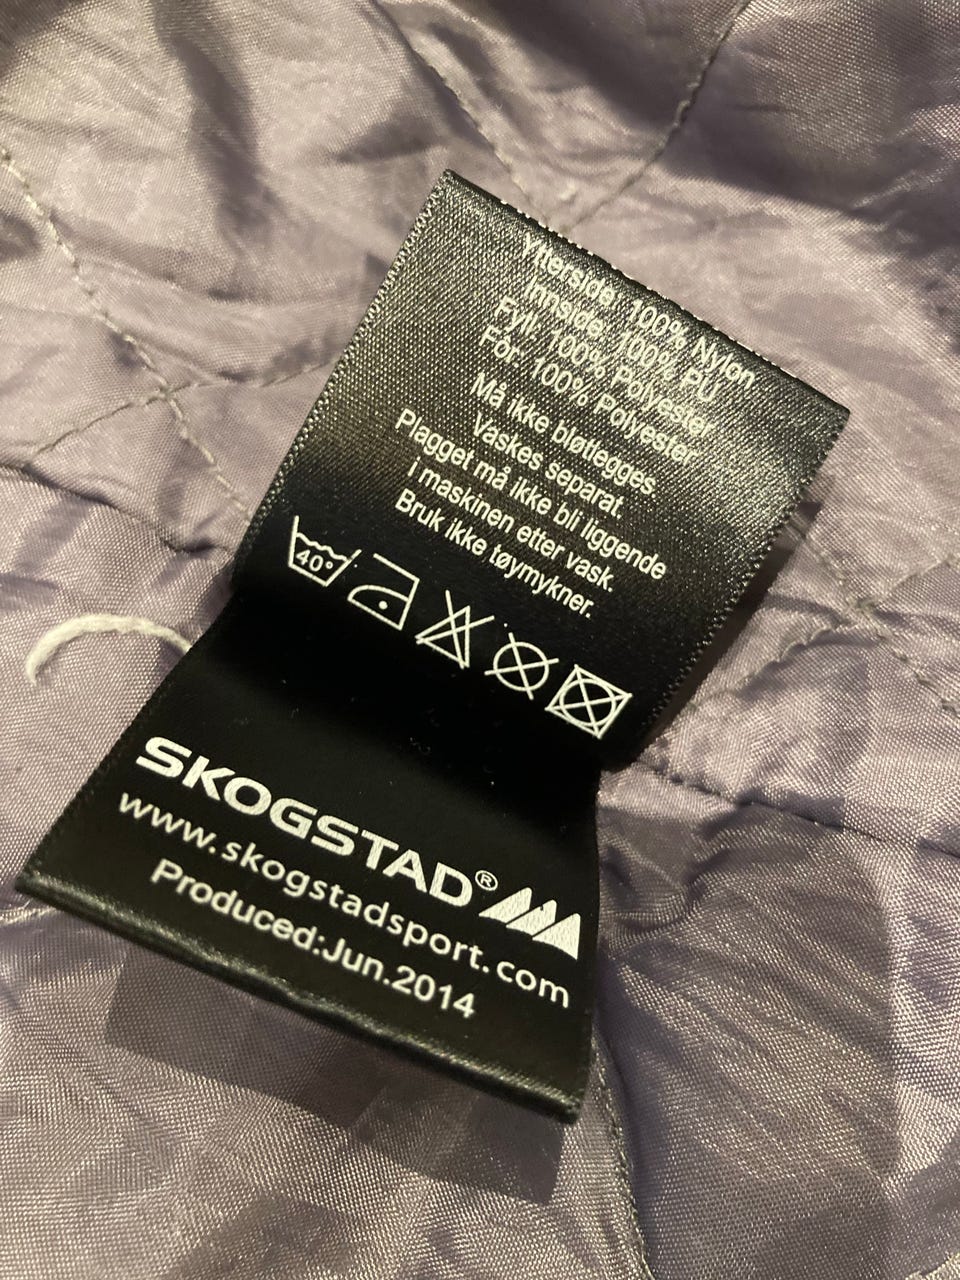 Ytterside: 100% Nylon
Innside: 100% PU
Fyll: 100% Polyester
Fôr: 100% Polyester
Må ikke bløtlegges.
Vaskes separat.
Plagget må ikke bli liggende
i maskinen etter vask.
Bruk ikke tøymykner.
40°
SKOGSTAD®
www.skogstadsport.com
Produced:Jun.2014